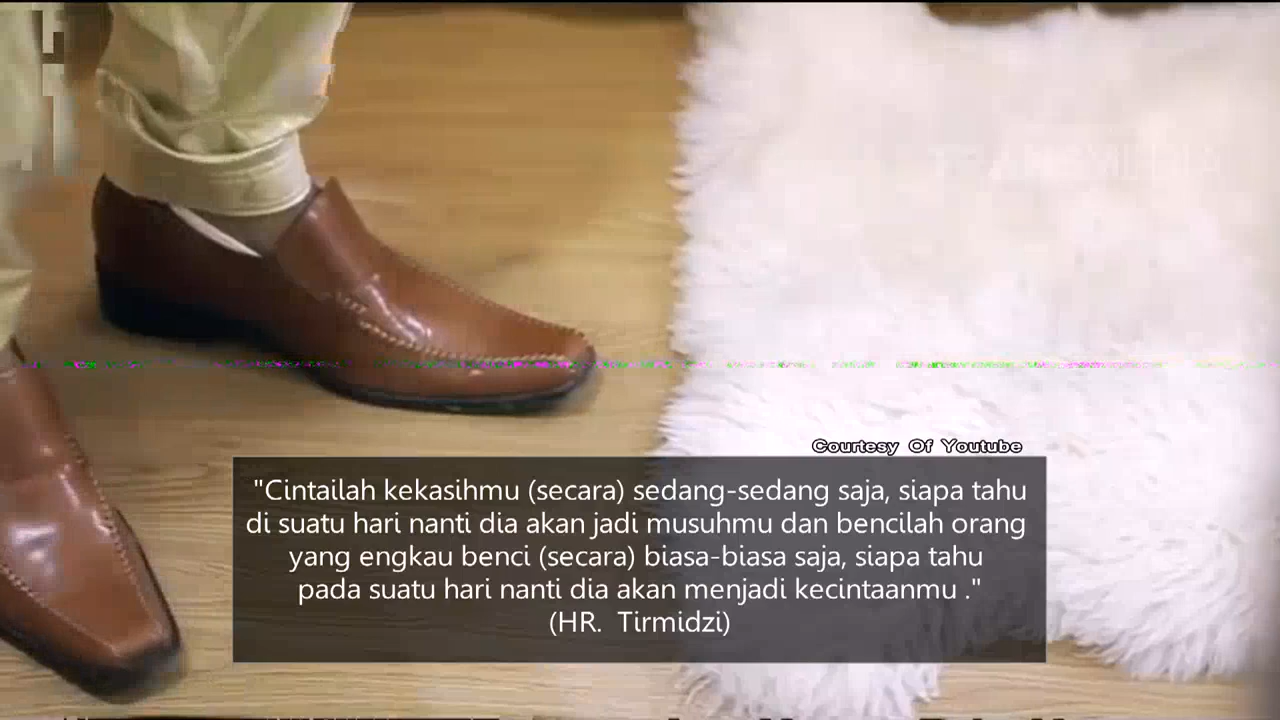 Courtesy Of Youtube
"Cintailah kekasihmu (secara) sedang-sedang saja, siapa tahu
di suatu hari nanti dia akan jadi musuhmu dan bencilah orang
yang engkau benci (secara) biasa-biasa saja, siapa tahu
pada suatu hari nanti dia akan menjadi kecintaanmu ."
(HR. Tirmidzi)